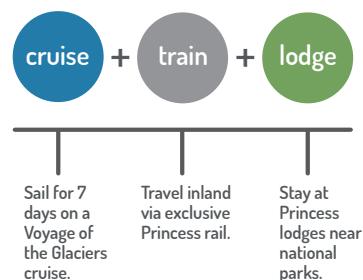 cruise + train + lodge
Sail for 7
days on a
Voyage of
the Glaciers
cruise.
Travel inland
via exclusive
Princess rail.
Stay at
Princess
lodges near
national
parks.